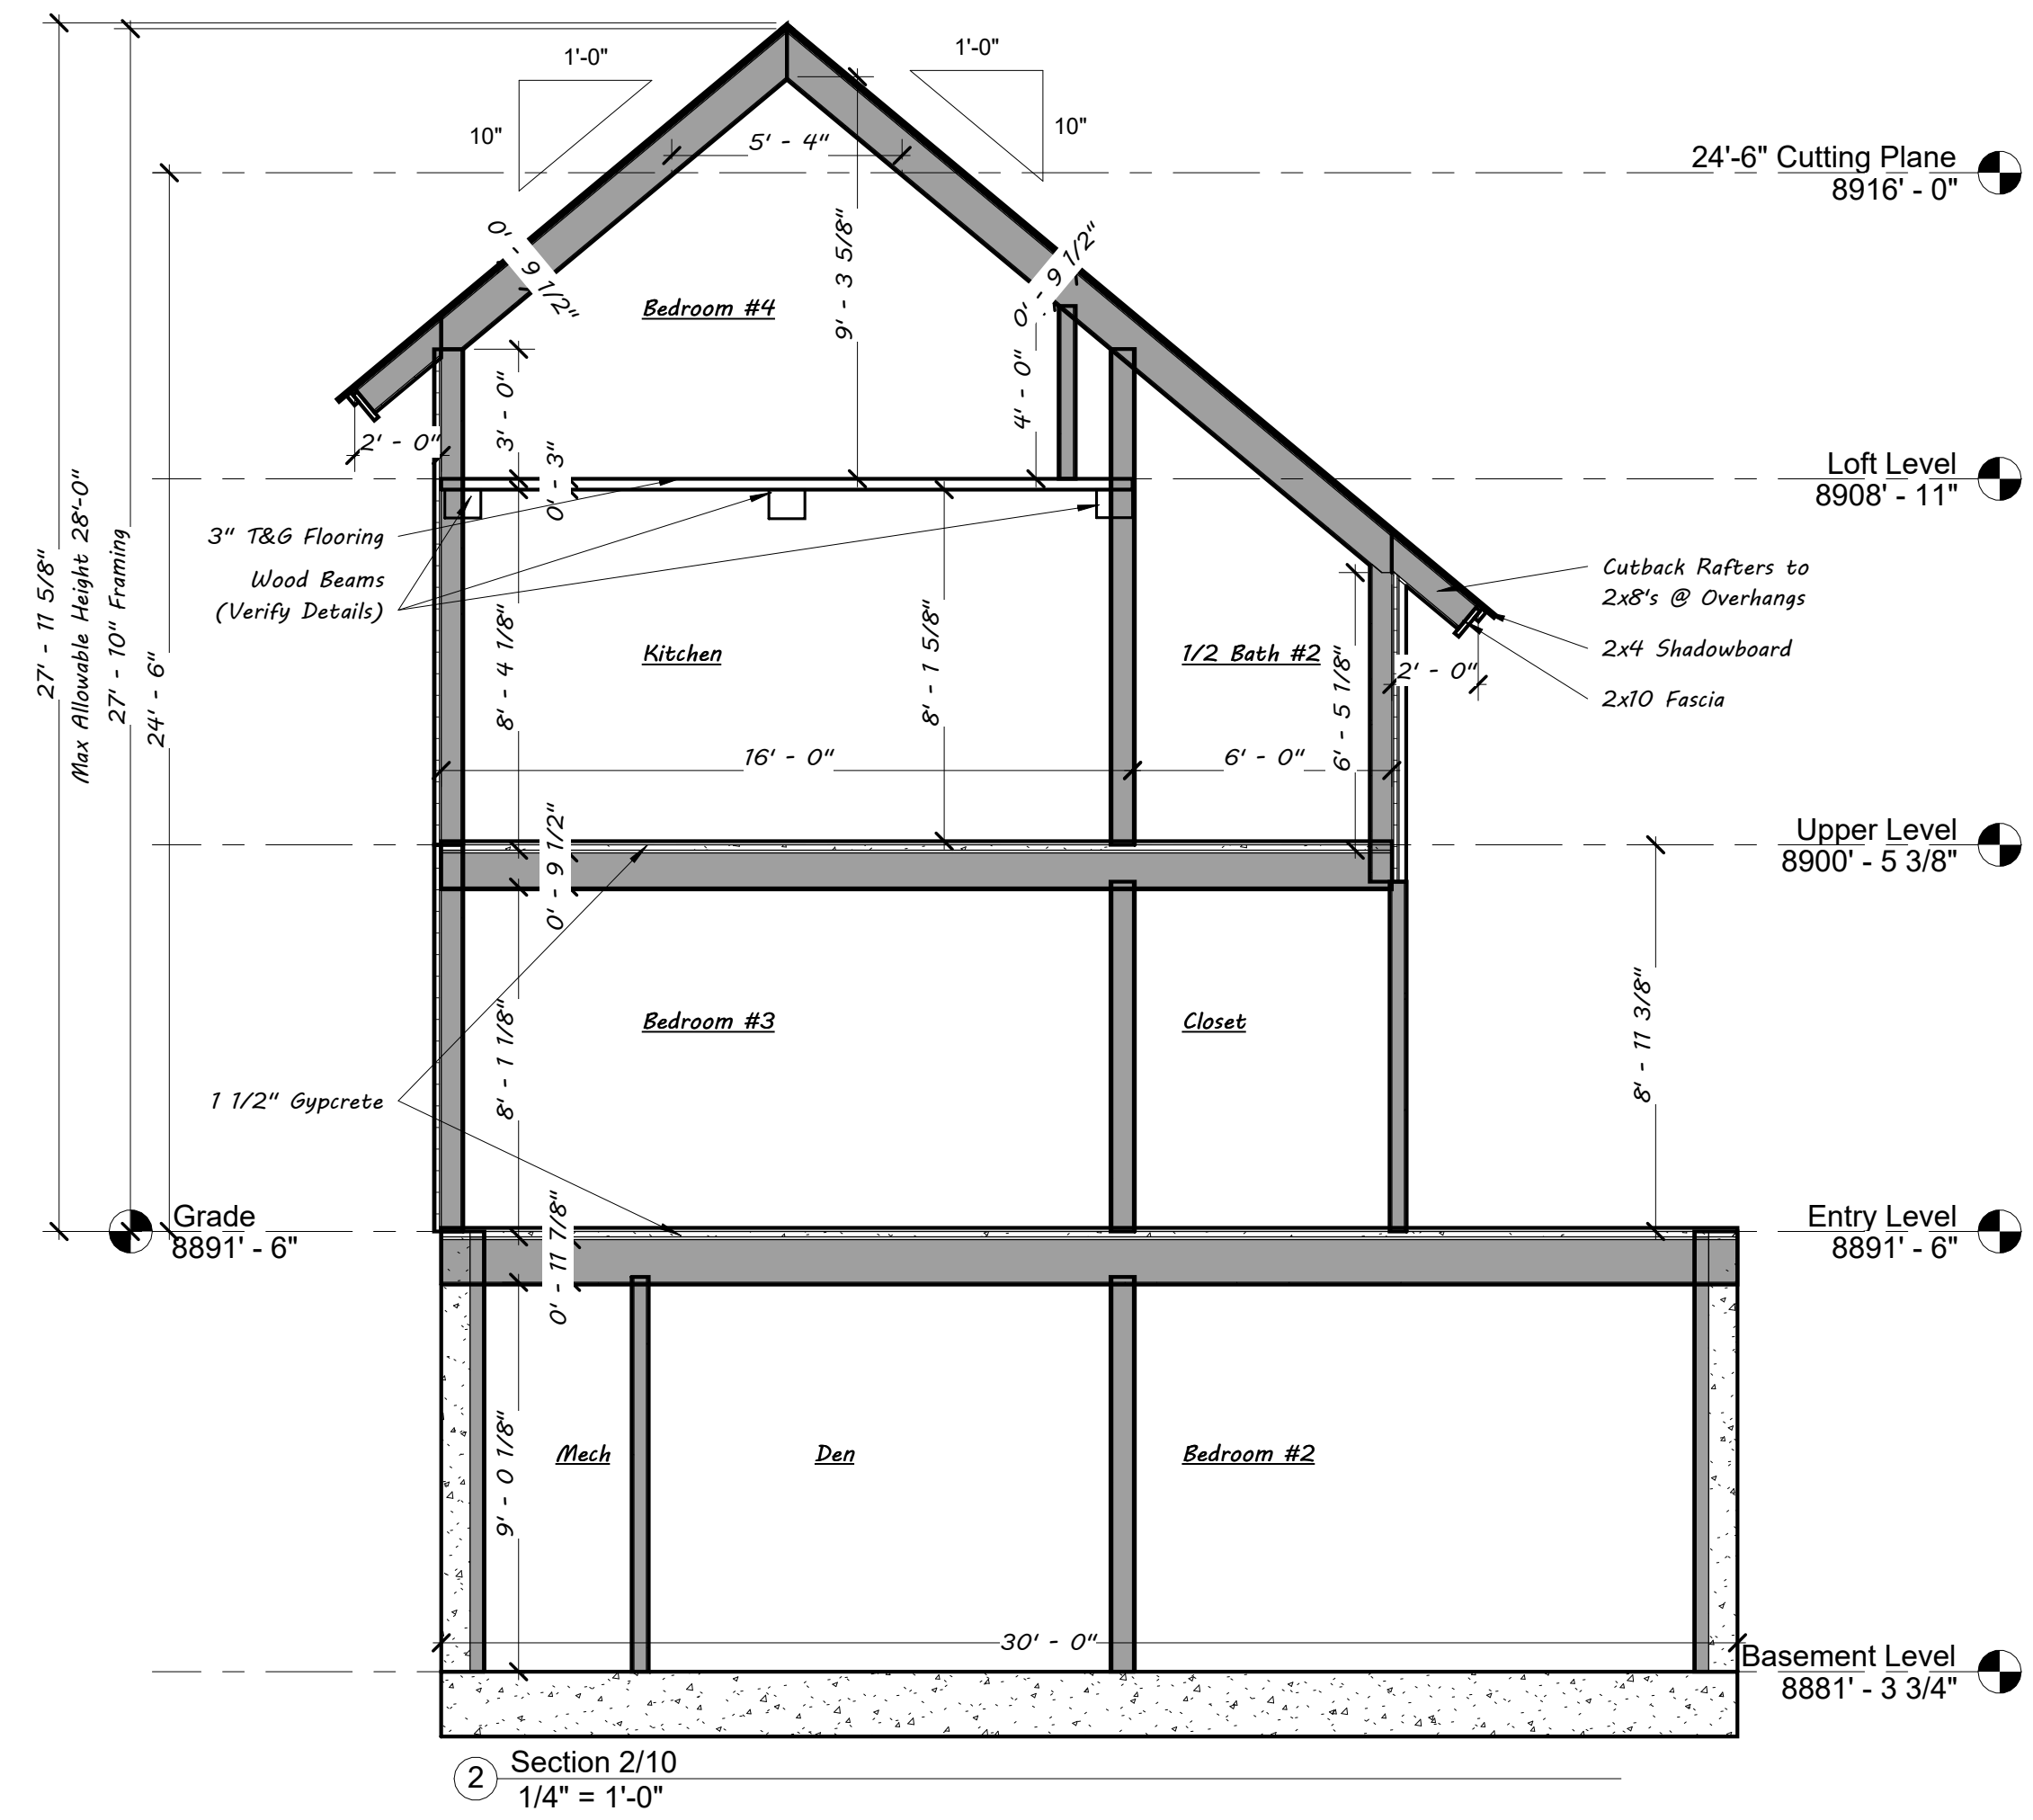 1'-0"
1'-0"
10"
10"
5' - 4"
24'-6" Cutting Plane
8916' - 0"
0' - 9 1/2"
9' - 3 5/8"
0' - 9 1/2"
Bedroom #4
3' - 0"
4' - 0"
2' - 0"
0' - 3"
Loft Level
8908' - 11"
27' - 11 5/8"
Max Allowable Height 28'-0"
27' - 10" Framing
24' - 6"
3" T&G Flooring
Wood Beams
(Verify Details)
Cutback Rafters to
2x8's @ Overhangs
2x4 Shadowboard
2x10 Fascia
8' - 4 1/8"
Kitchen
8' - 1 5/8"
1/2 Bath #2
6' - 5 1/8"
2' - 0"
16' - 0"
6' - 0"
Upper Level
8900' - 5 3/8"
0' - 9 1/2"
8' - 1 1/8"
Bedroom #3
Closet
8' - 11 3/8"
1 1/2" Gypcrete
Grade
8891' - 6"
0' - 11 7/8"
Entry Level
8891' - 6"
9' - 0 1/8"
Mech
Den
Bedroom #2
30' - 0"
Basement Level
8881' - 3 3/4"
2
Section 2/10
1/4" = 1'-0"